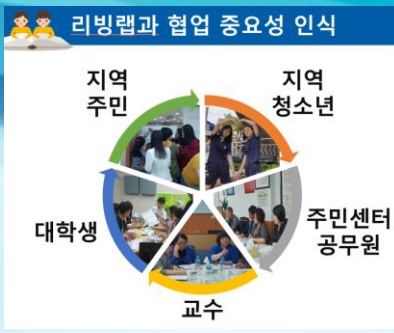 리빙랩과 협업 중요성 인식
지역
주민
지역
청소년
대학생
주민센터
공무원
교수